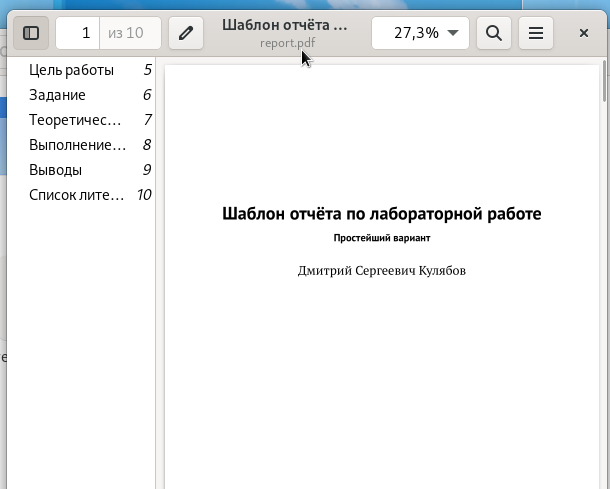 1 из 10
Шаблон отчёта ...
report.pdf
27,3%
Цель работы 5
Задание 6
Теоретичес... 7
Выполнение... 8
Выводы 9
Список лите... 10
Шаблон отчёта по лабораторной работе
Простейший вариант
Дмитрий Сергеевич Кулябов